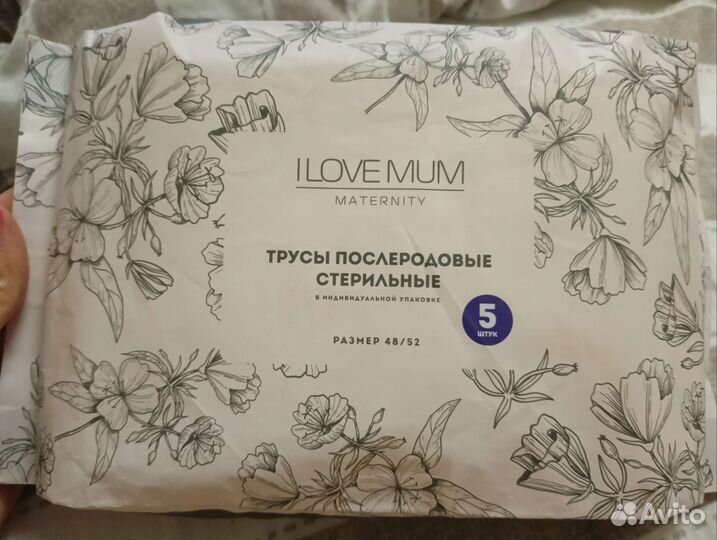 I LOVE MUM
MATERNITY
ТРУСЫ ПОСЛЕРОДОВЫЕ
СТЕРИЛЬНЫЕ
В ИНДИВИДУАЛЬНОЙ УПАКОВКЕ
5
ШТУК
РАЗМЕР 48/52
Avito